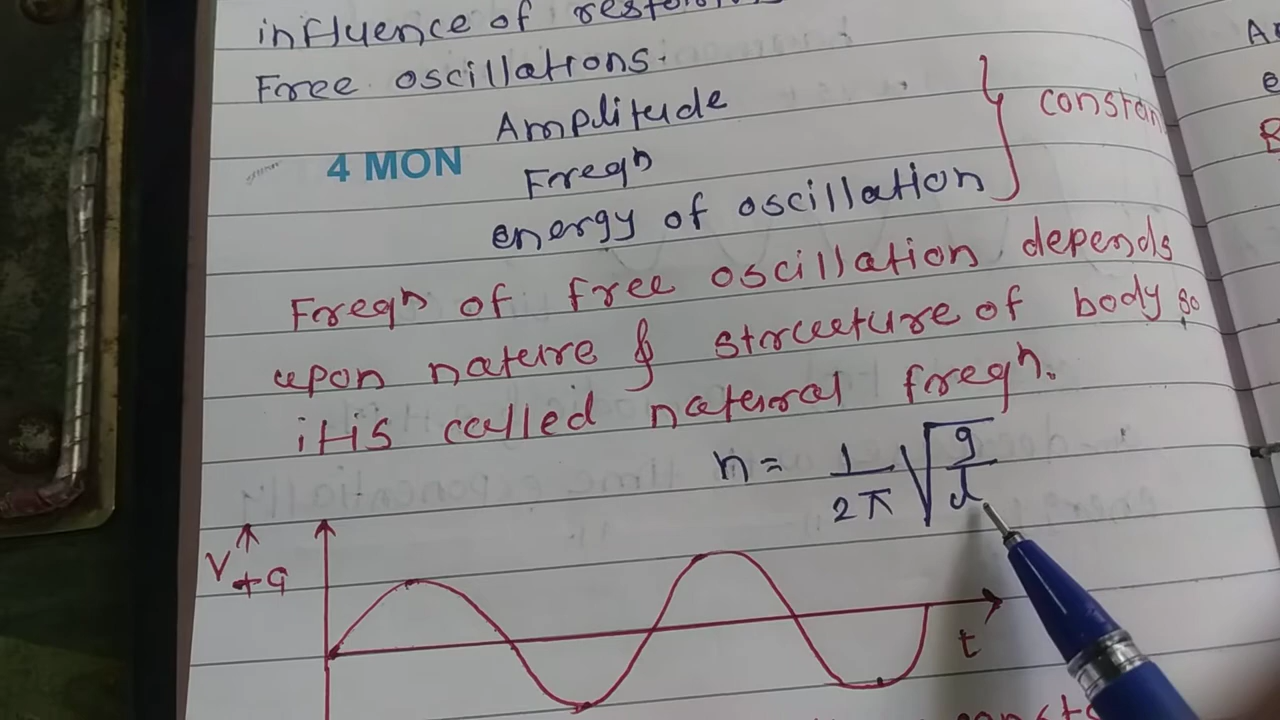 influence of
Free oscillations.
Amplitude
4 MON
Freqn
energy of oscillation
constan
Freqn of free oscillation depends
upon nature & structure of body so
it is called natural freqn.
n = 1/2π √g/l
V
+a
t